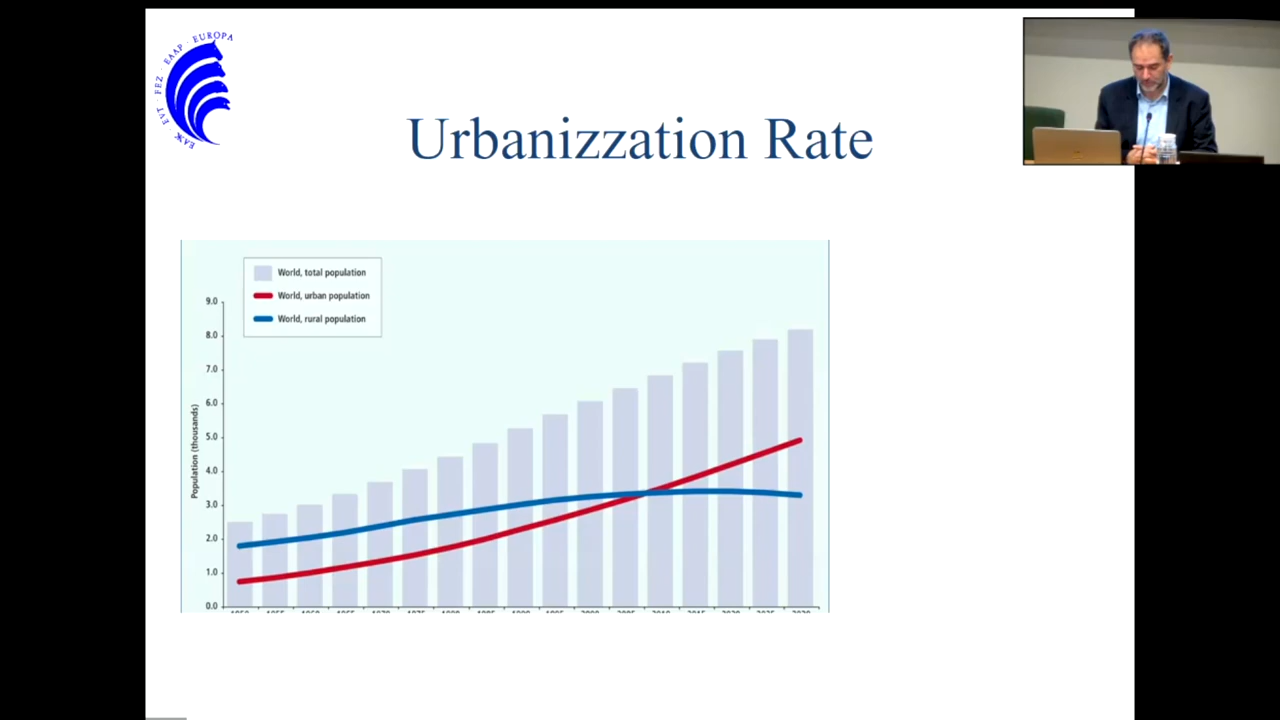 EAAP · EUROPA
EVT · FEZ
ЕАЖ
Urbanizzation Rate
World, total population
World, urban population
World, rural population
Population (thousands)
9.0
8.0
7.0
6.0
5.0
4.0
3.0
2.0
1.0
0.0